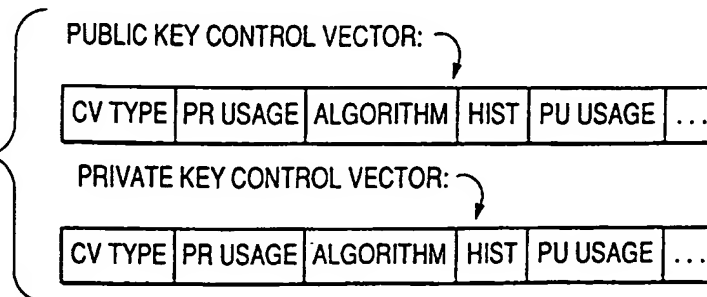 PUBLIC KEY CONTROL VECTOR:
CV TYPE PR USAGE ALGORITHM HIST PU USAGE ...
PRIVATE KEY CONTROL VECTOR:
CV TYPE PR USAGE ALGORITHM HIST PU USAGE ...